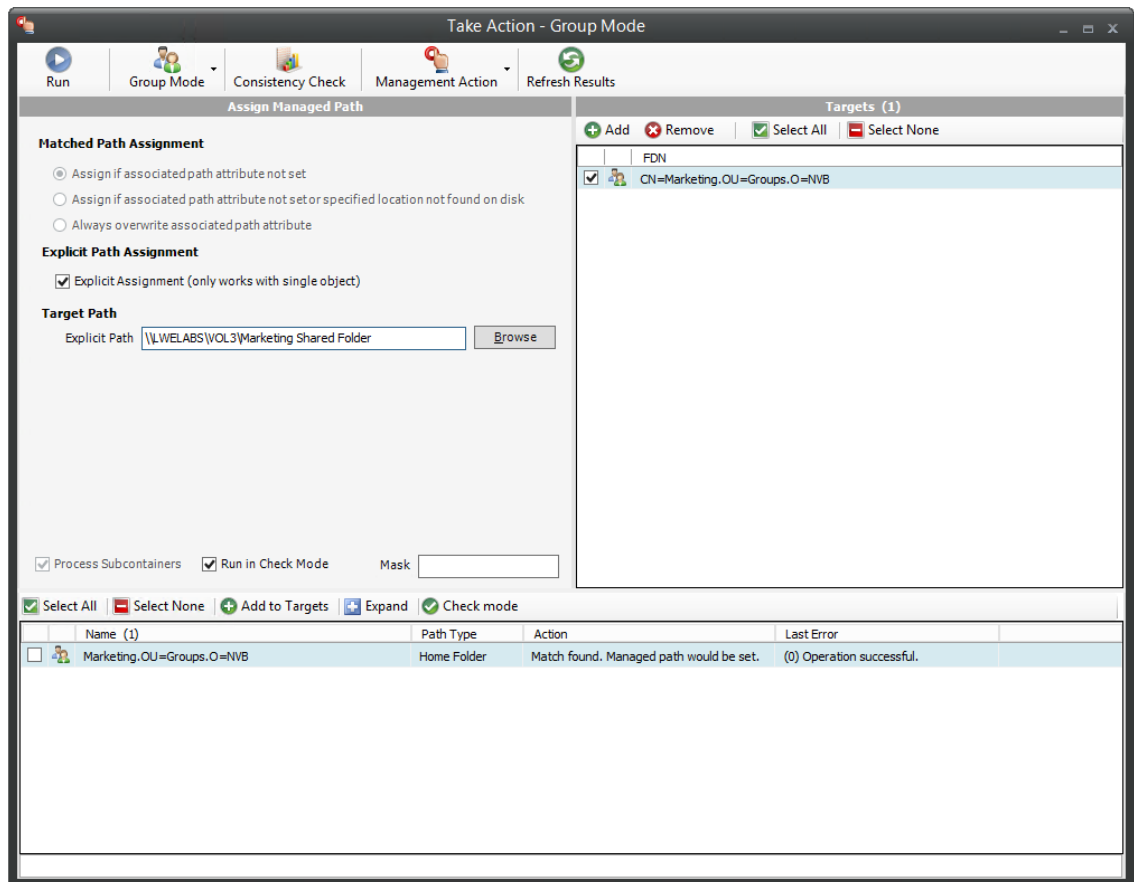 Take Action - Group Mode
Run Group Mode Consistency Check Management Action Refresh Results
Assign Managed Path
Matched Path Assignment
Assign if associated path attribute not set
Assign if associated path attribute not set or specified location not found on disk
Always overwrite associated path attribute
Explicit Path Assignment
Explicit Assignment (only works with single object)
Target Path
Explicit Path \\LWELABS\VOL3\Marketing Shared Folder Browse
Process Subcontainers Run in Check Mode Mask
Targets (1)
Add Remove Select All Select None
FDN
CN=Marketing.OU=Groups.O=NVB
Select All Select None Add to Targets Expand Check mode
Name (1) Path Type Action Last Error
Marketing.OU=Groups.O=NVB Home Folder Match found. Managed path would be set. (0) Operation successful.